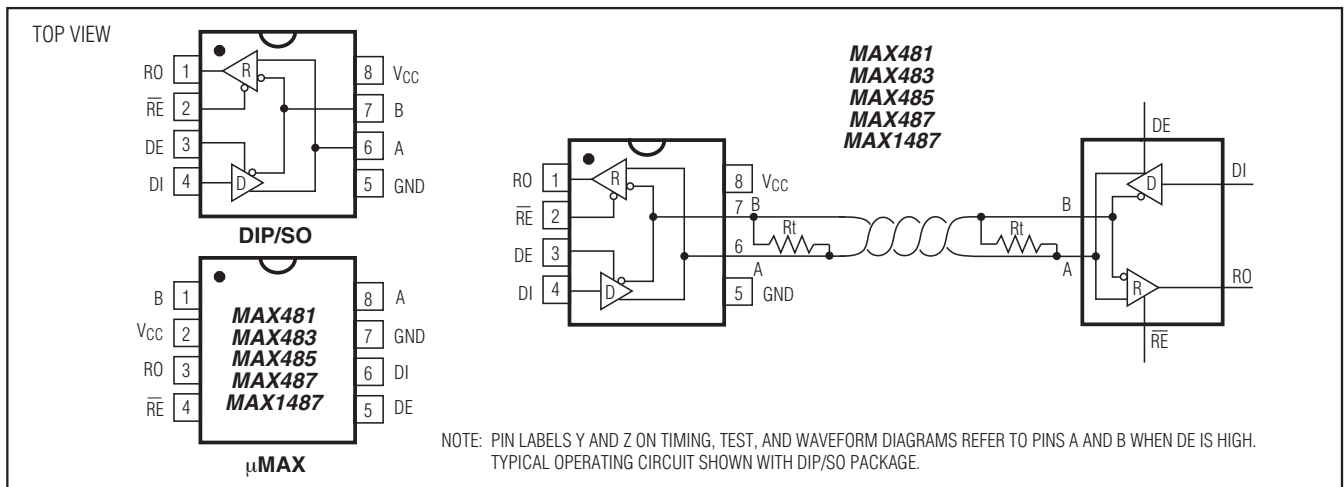 TOP VIEW
RO 1
R̅E̅ 2
DE 3
DI 4
8 VCC
7 B
6 A
5 GND
R
D
DIP/SO
B 1
VCC 2
RO 3
R̅E̅ 4
8 A
7 GND
6 DI
5 DE
MAX481
MAX483
MAX485
MAX487
MAX1487
µMAX
MAX481
MAX483
MAX485
MAX487
MAX1487
RO 1
R̅E̅ 2
DE 3
DI 4
R
D
8 VCC
7 B
6
A
5 GND
Rt
Rt
B
A
DE
D
DI
R
RO
R̅E̅
NOTE: PIN LABELS Y AND Z ON TIMING, TEST, AND WAVEFORM DIAGRAMS REFER TO PINS A AND B WHEN DE IS HIGH.
TYPICAL OPERATING CIRCUIT SHOWN WITH DIP/SO PACKAGE.